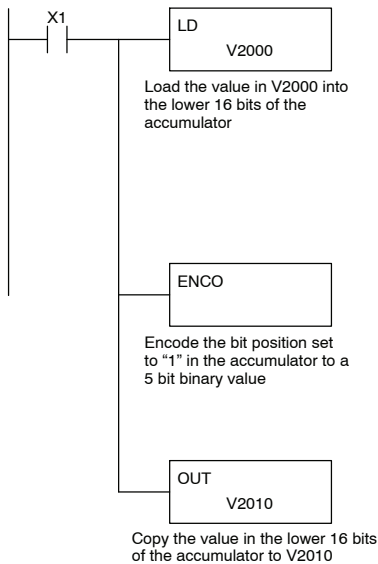 X1
LD
V2000
Load the value in V2000 into
the lower 16 bits of the
accumulator
ENCO
Encode the bit position set
to “1” in the accumulator to a
5 bit binary value
OUT
V2010
Copy the value in the lower 16 bits
of the accumulator to V2010